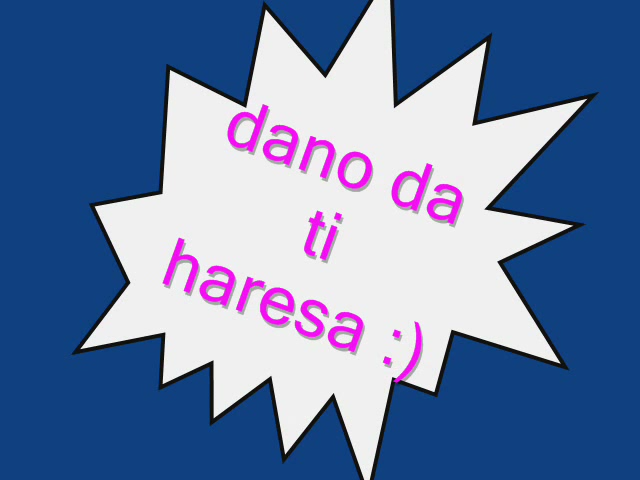 dano da
ti
haresa :)